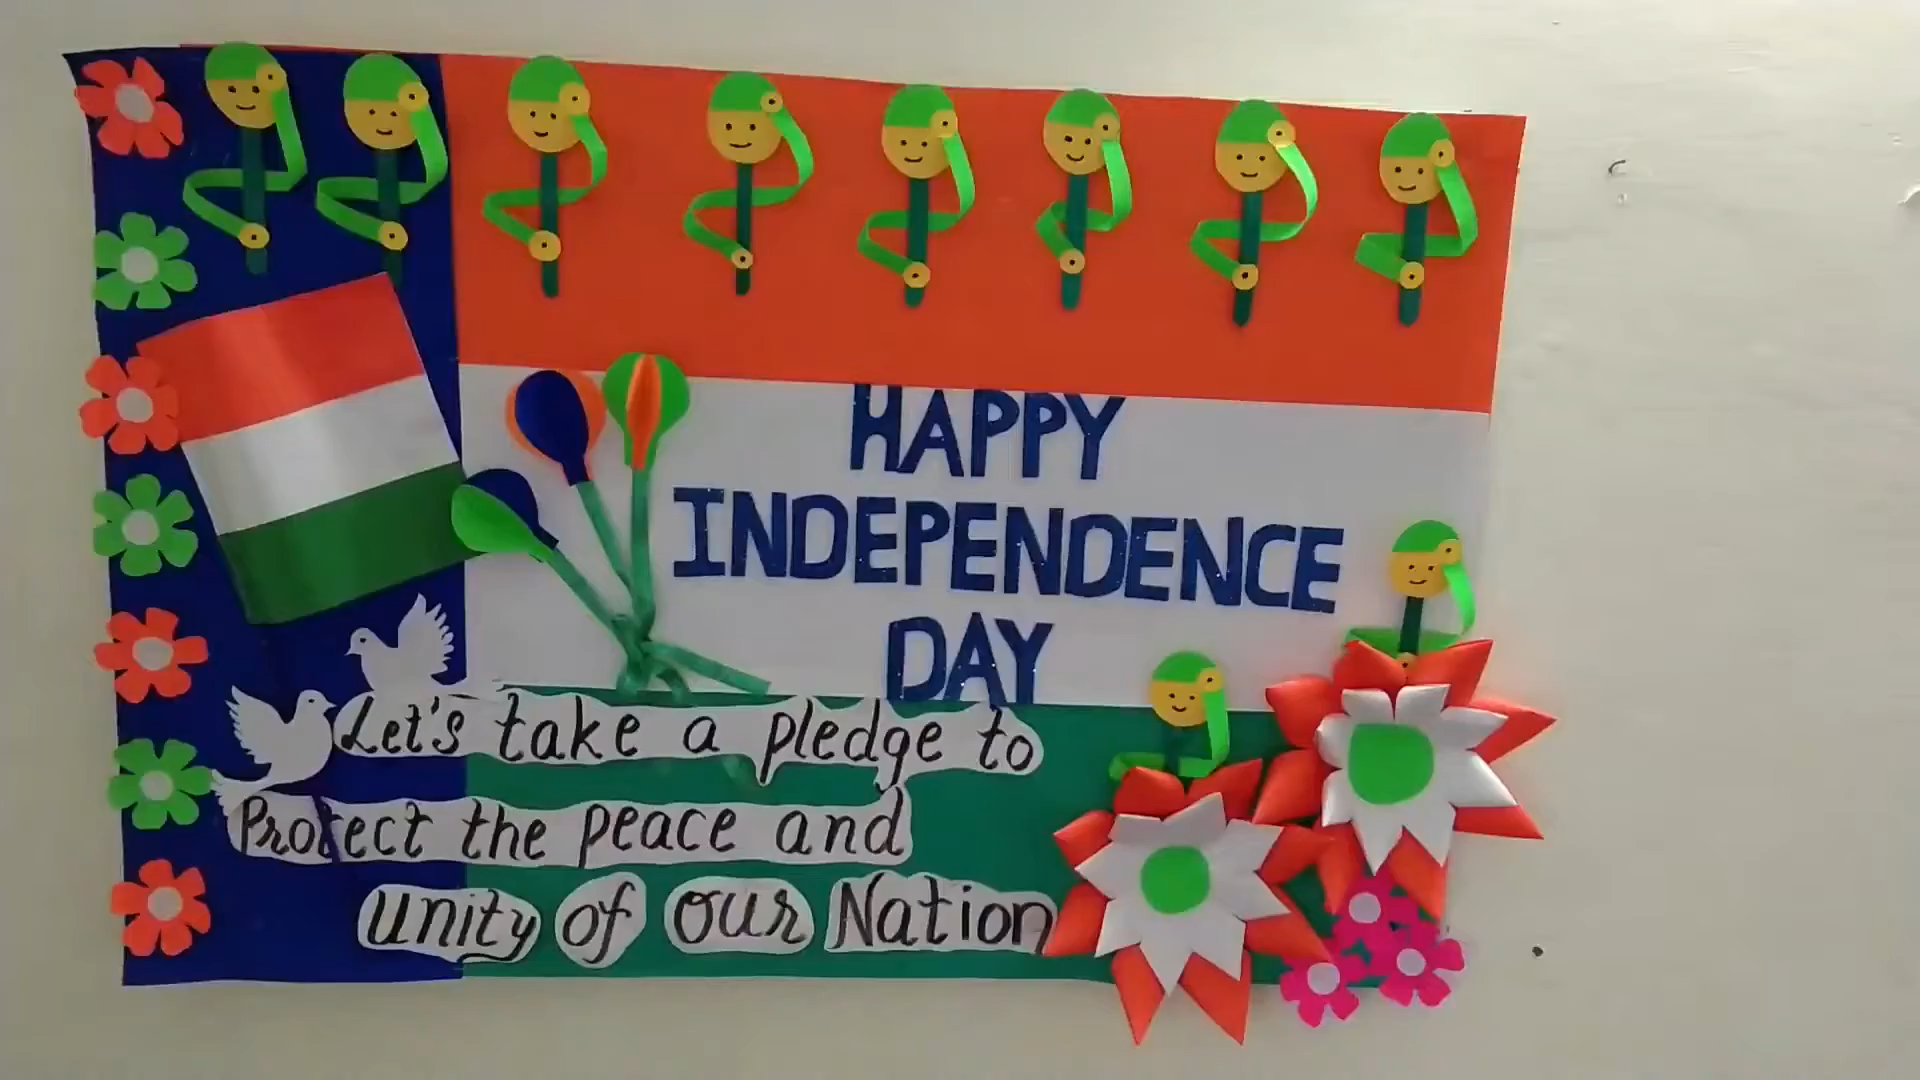 HAPPY
INDEPENDENCE
DAY
Let's take a pledge to
Protect the peace and
unity of our Nation